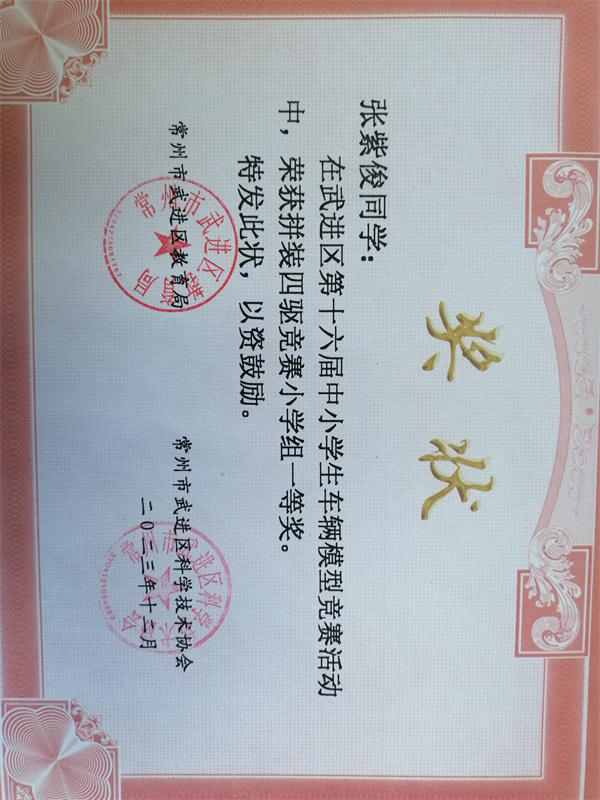 奖状
张紫俊同学：
在武进区第十六届中小学生车辆模型竞赛活动
中，荣获拼装四驱竞赛小学组一等奖。
特发此状，以资鼓励。
常州市武进区教育局
常州市武进区科学技术协会
二〇二三年十二月